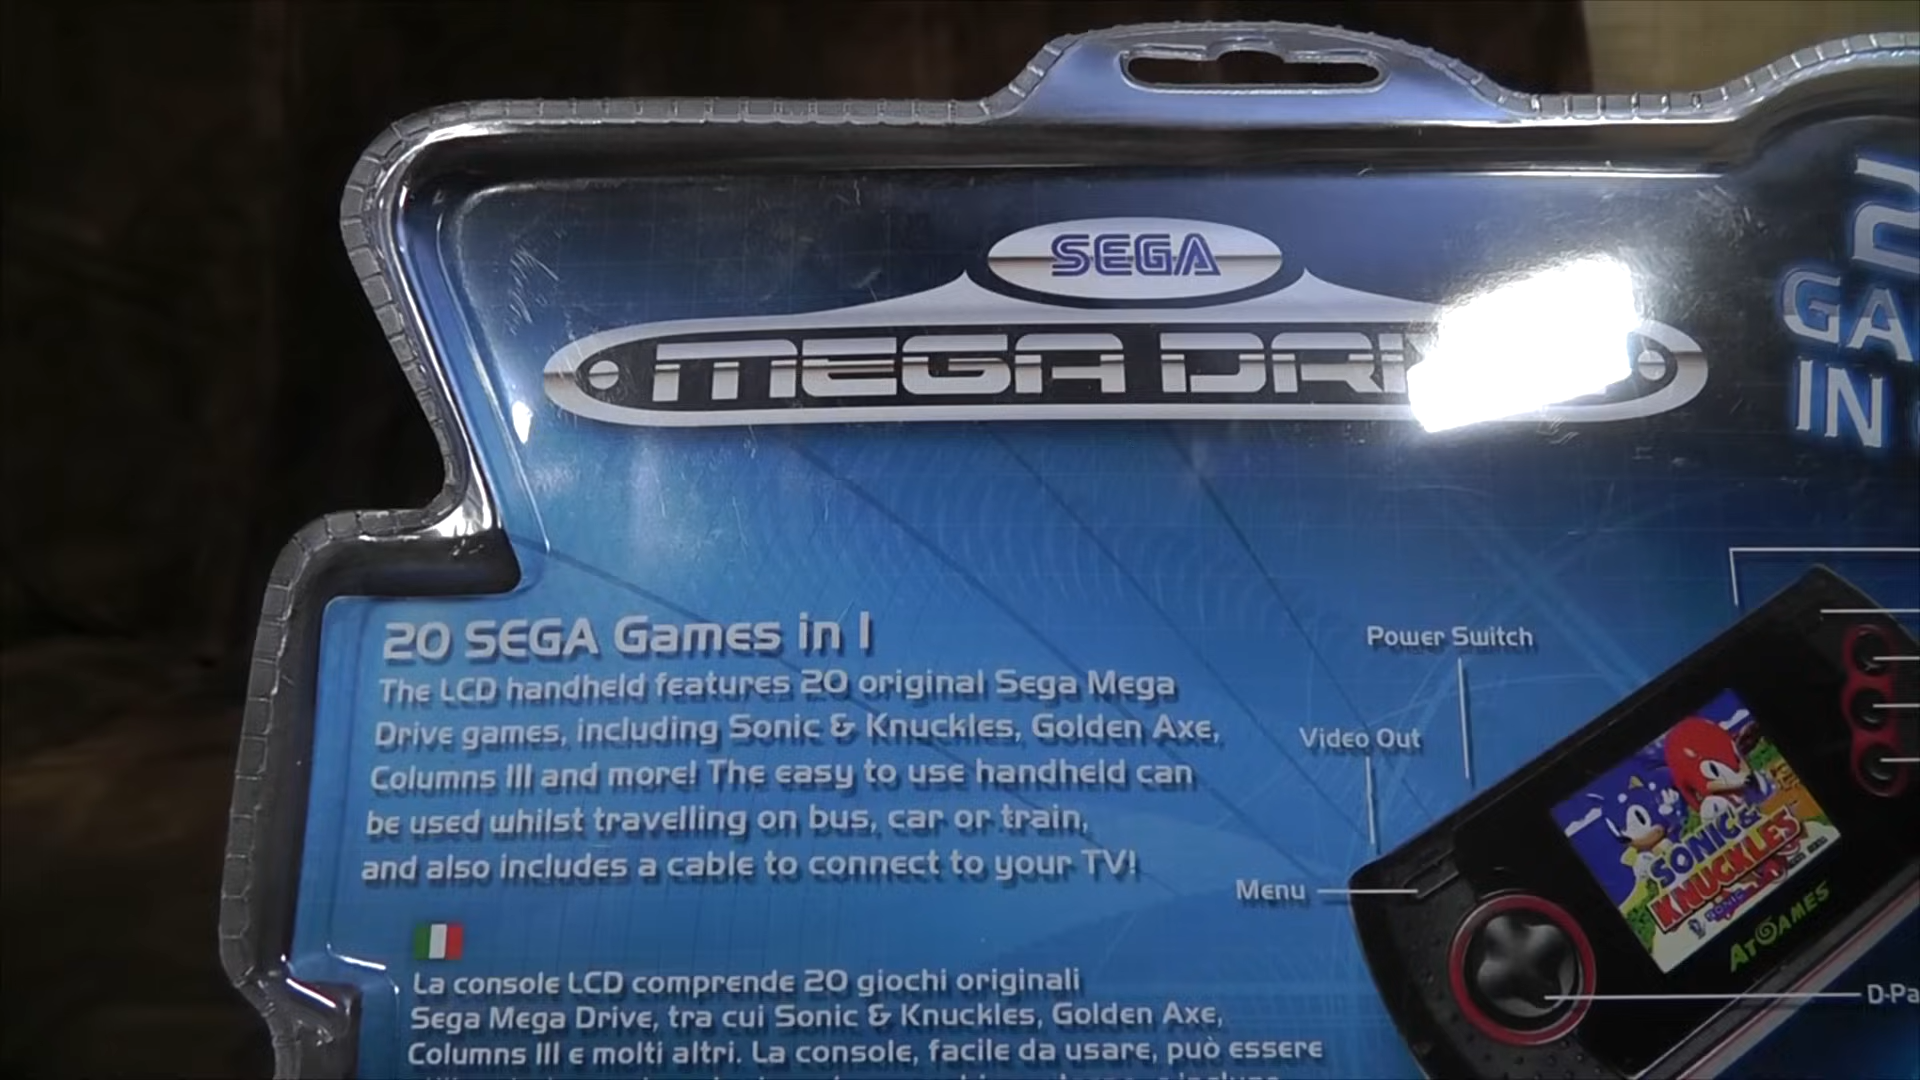 SEGA
MEGA
20 SEGA Games in 1
The LCD handheld features 20 original Sega Mega
Drive games, including Sonic & Knuckles, Golden Axe,
Columns III and more! The easy to use handheld can
be used whilst travelling on bus, car or train,
and also includes a cable to connect to your TV!
La console LCD comprende 20 giochi originali
Sega Mega Drive, tra cui Sonic & Knuckles, Golden Axe,
Columns III e molti altri. La console, facile da usare, può essere
Power Switch
Video Out
Menu
SONIC &
KNUCKLES
SONIC
ATGAMES
IN